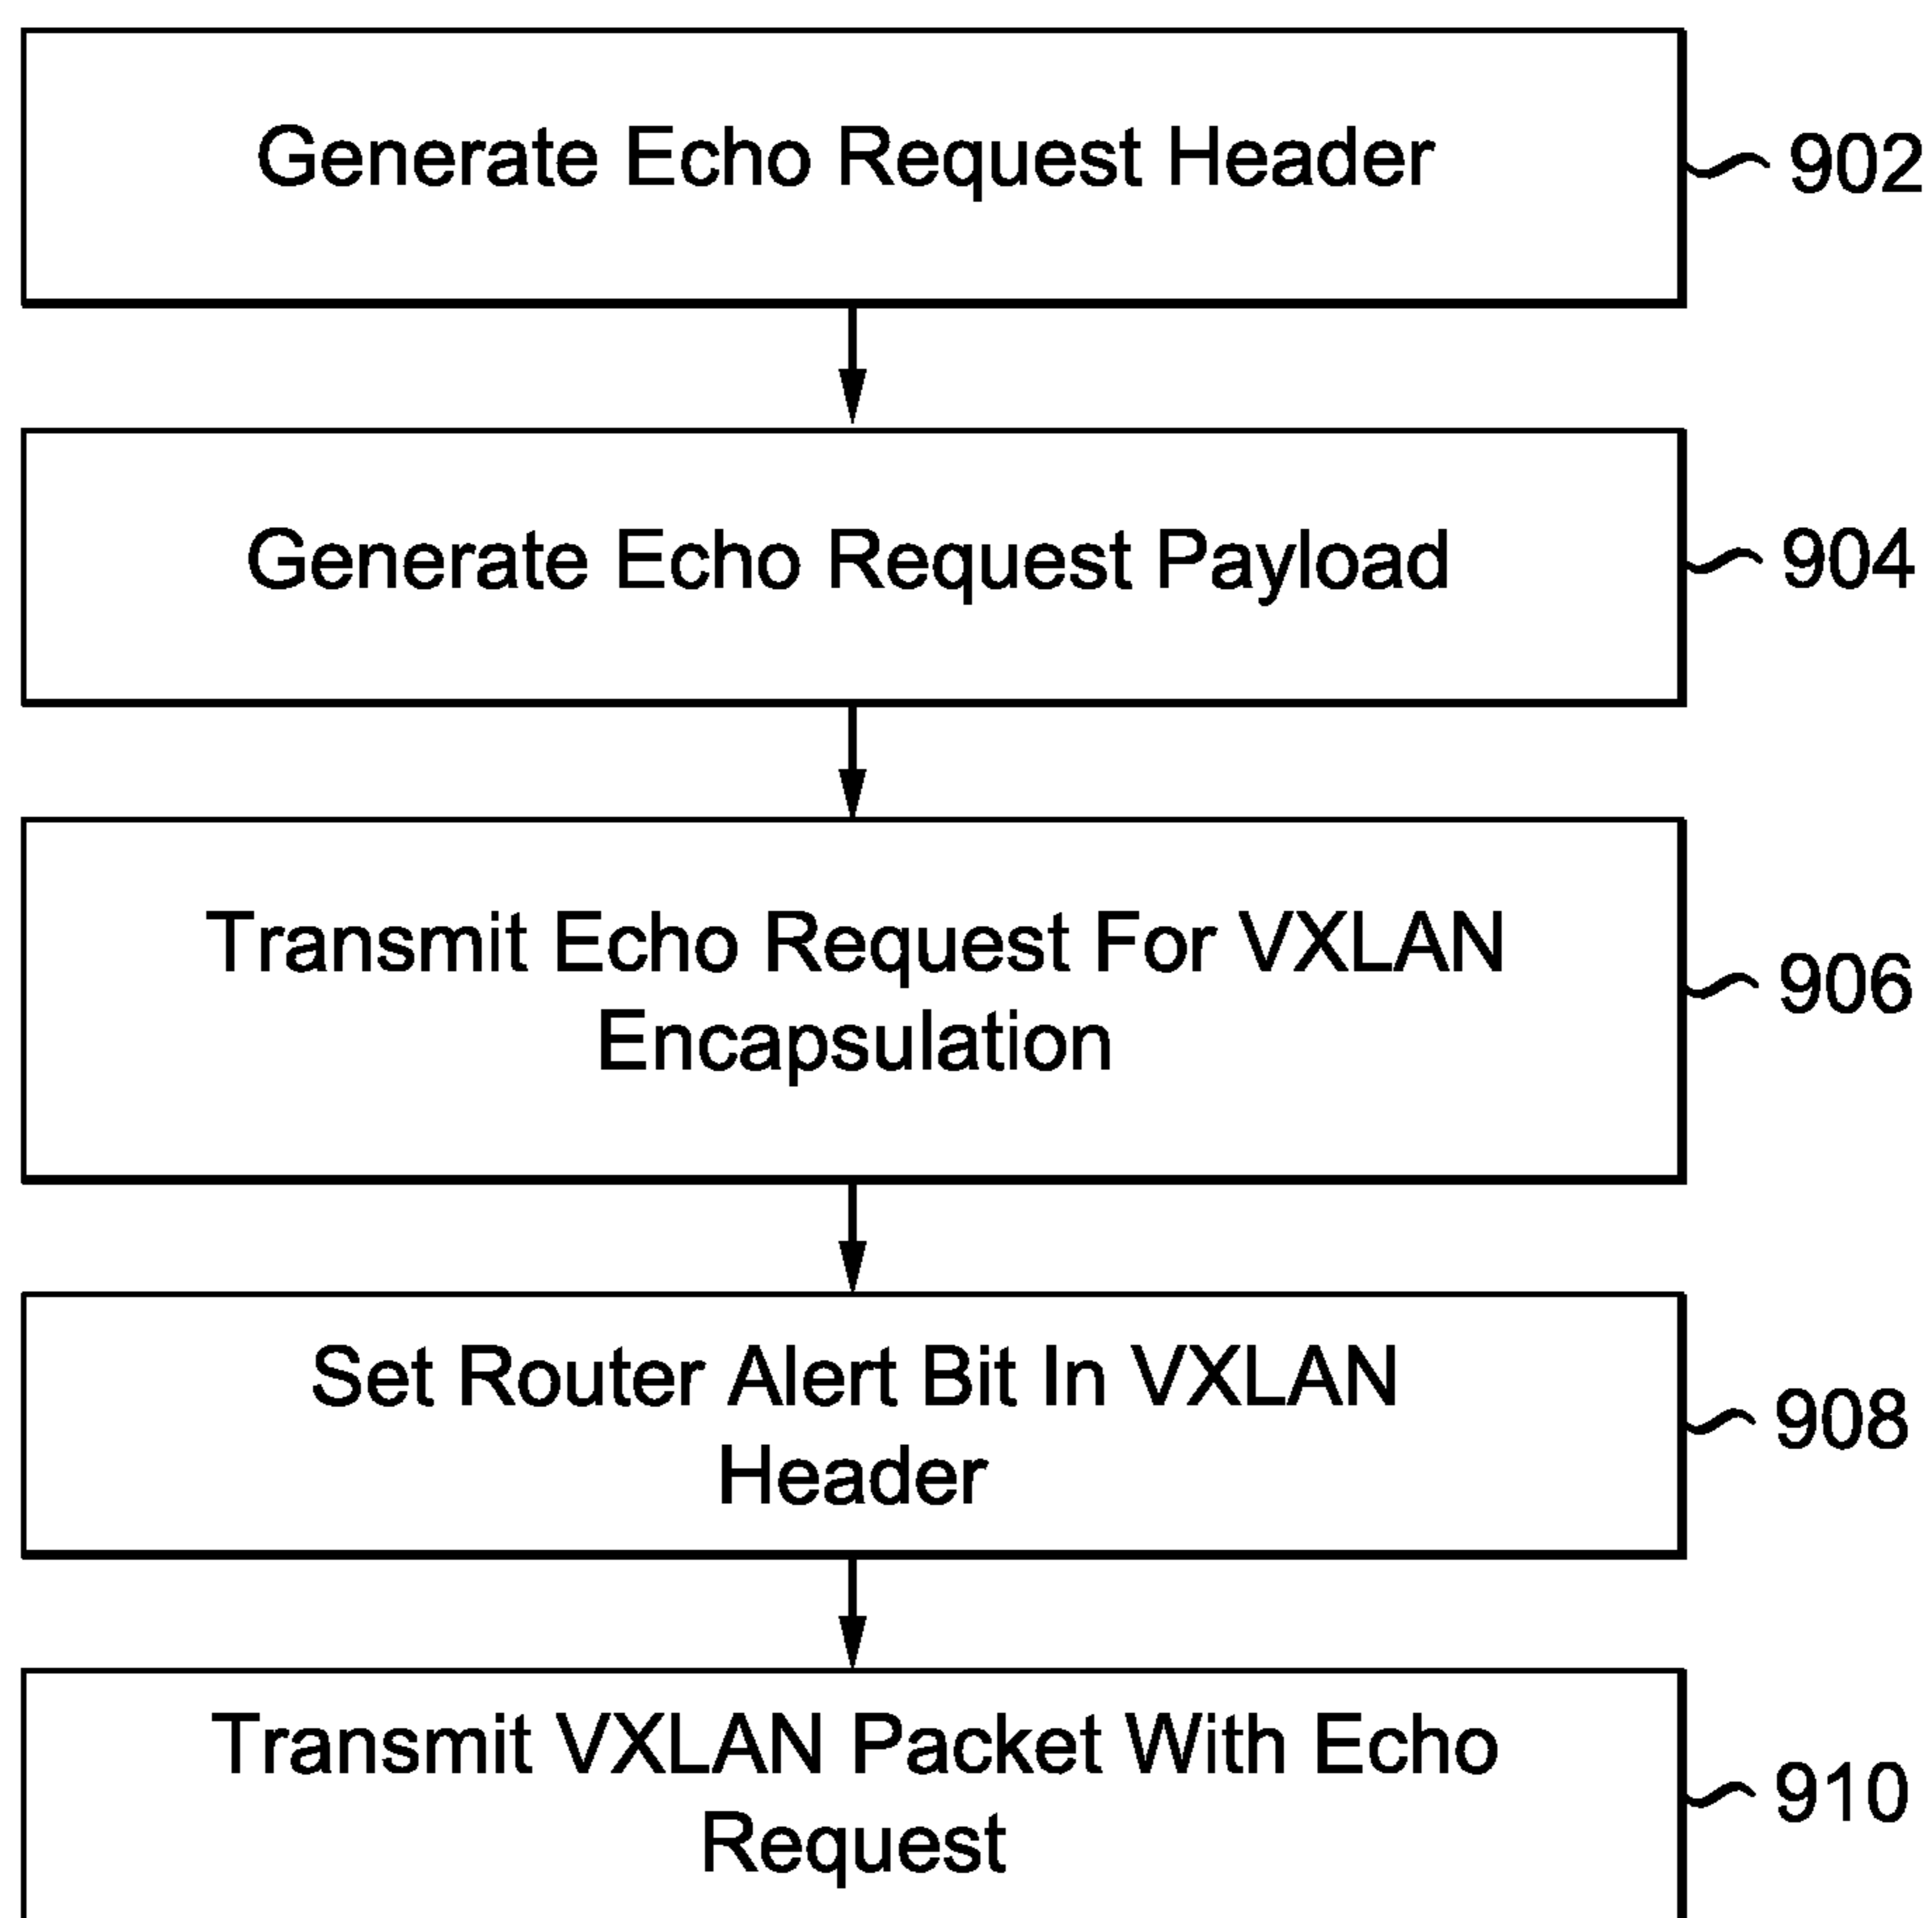 Generate Echo Request Header
902
Generate Echo Request Payload
904
Transmit Echo Request For VXLAN
Encapsulation
906
Set Router Alert Bit In VXLAN
Header
908
Transmit VXLAN Packet With Echo
Request
910